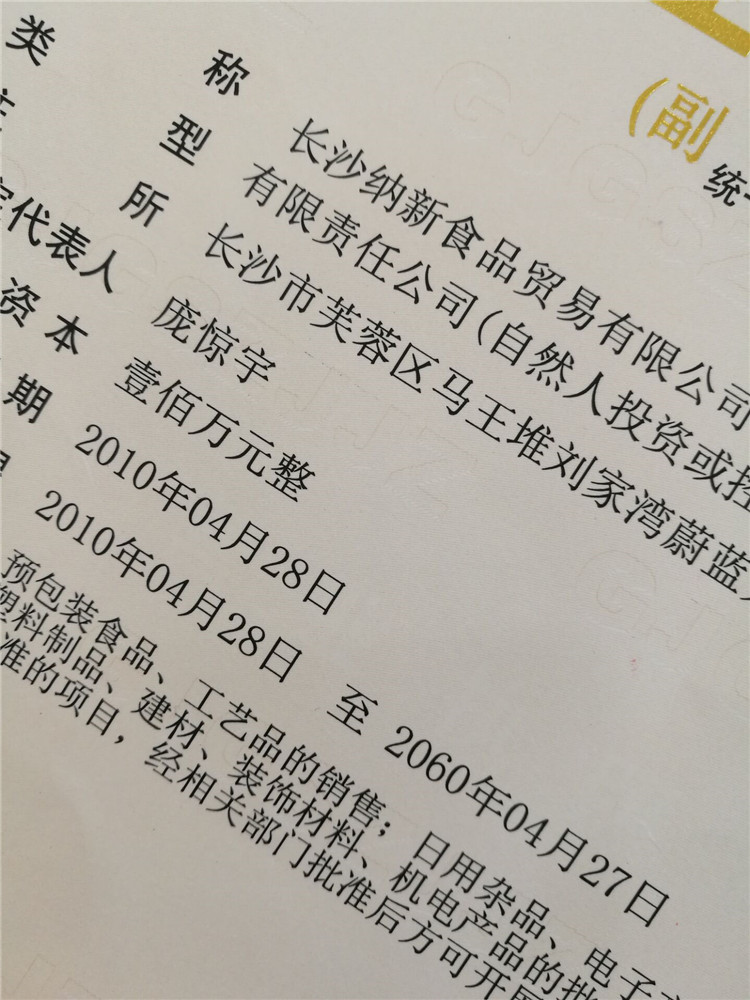 (副
统一
称 长沙纳新食品贸易有限公司
类 型 有限责任公司(自然人投资或控
住 所 长沙市芙蓉区马王堆刘家湾蔚蓝
定代表人 庞惊宇
资本 壹佰万元整
期 2010年04月28日
2010年04月28日 至 2060年04月27日
预包装食品、工艺品的销售；日用杂品、电子
塑料制品、建材、装饰材料、机电产品的批
准的项目，经相关部门批准后方可开展